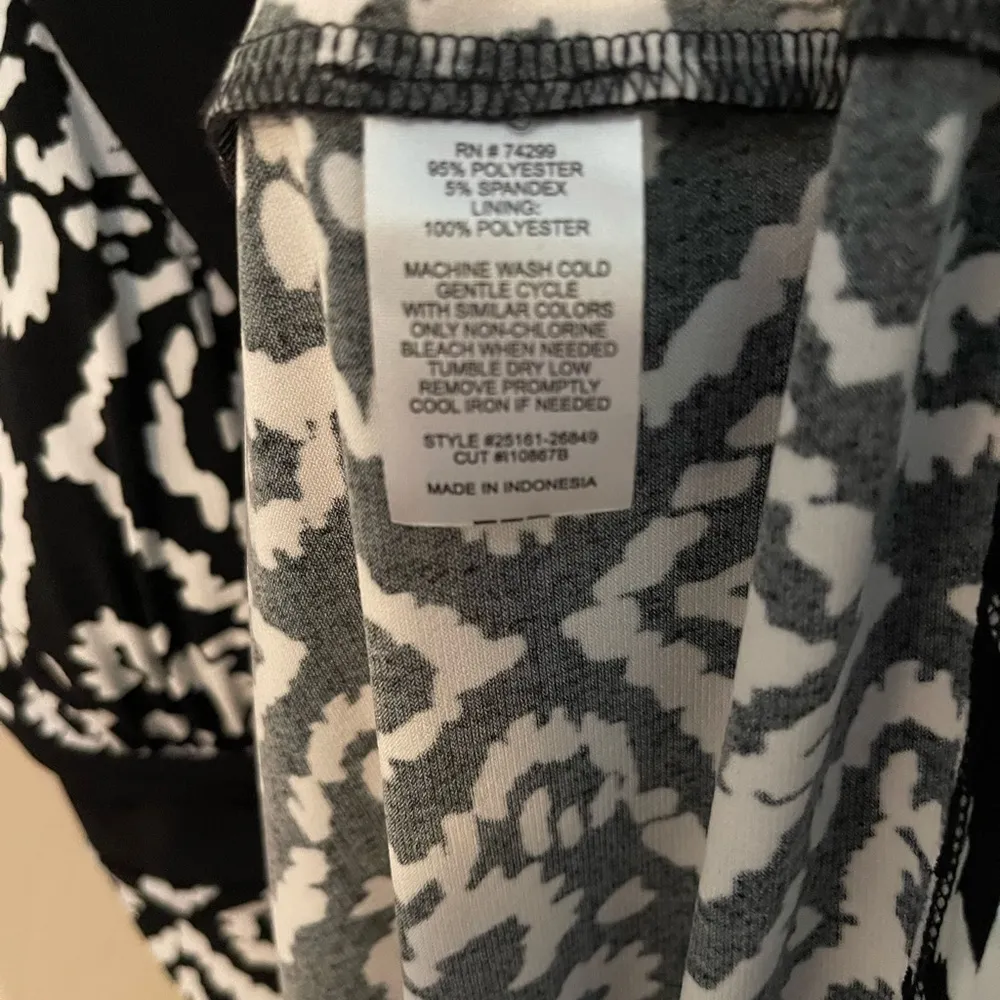 RN # 74299
95% POLYESTER
5% SPANDEX
LINING:
100% POLYESTER
MACHINE WASH COLD
GENTLE CYCLE
WITH SIMILAR COLORS
ONLY NON-CHLORINE
BLEACH WHEN NEEDED
TUMBLE DRY LOW
REMOVE PROMPTLY
COOL IRON IF NEEDED
STYLE #25161-26849
CUT #I10867B
MADE IN INDONESIA